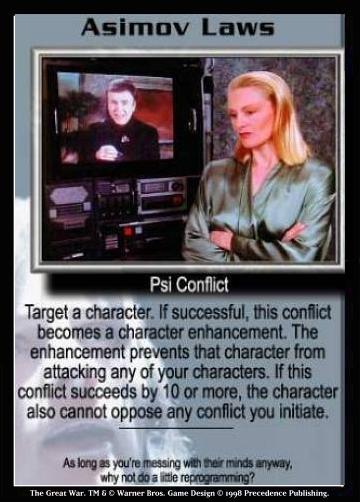 Asimov Laws
Psi Conflict
Target a character. If successful, this conflict
becomes a character enhancement. The
enhancement prevents that character from
attacking any of your characters. If this
conflict succeeds by 10 or more, the character
also cannot oppose any conflict you initiate.
As long as you're messing with their minds anyway,
why not do a little reprogramming?
The Great War. TM & © Warner Bros. Game Design © 1998 Precedence Publishing.